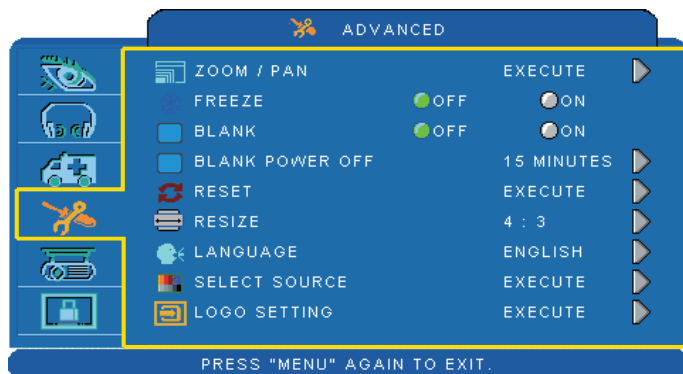 ADVANCED
ZOOM / PAN EXECUTE
FREEZE OFF ON
BLANK OFF ON
BLANK POWER OFF 15 MINUTES
RESET EXECUTE
RESIZE 4 : 3
LANGUAGE ENGLISH
SELECT SOURCE EXECUTE
LOGO SETTING EXECUTE
PRESS "MENU" AGAIN TO EXIT.